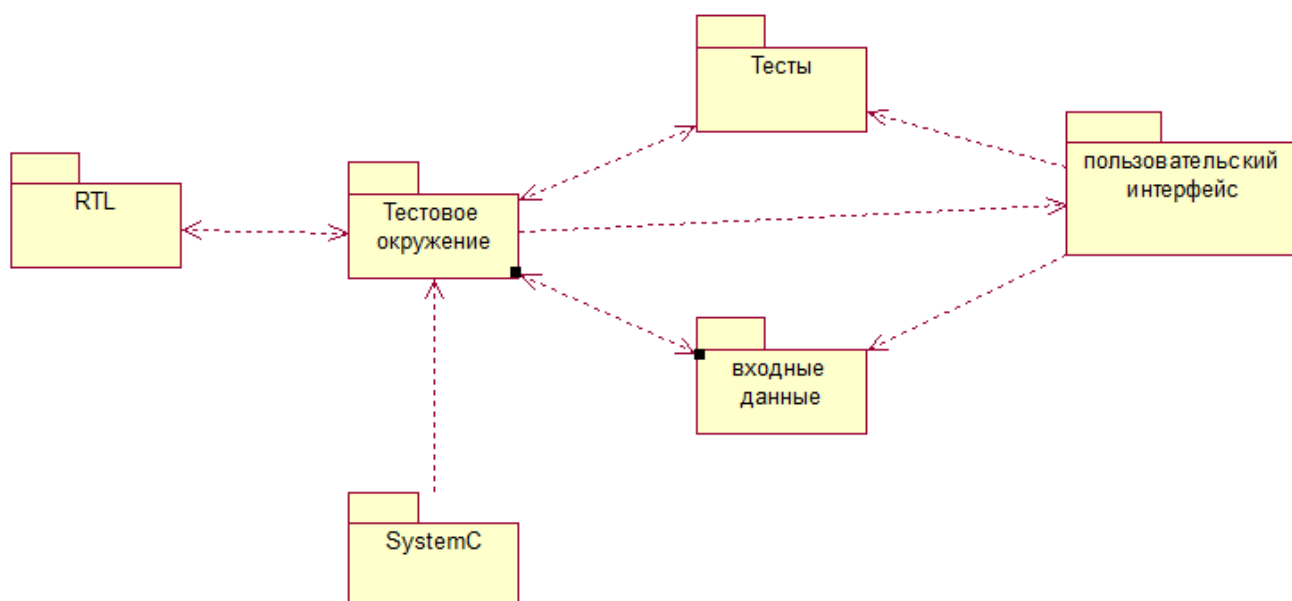 Тесты
пользовательский
интерфейс
RTL
Тестовое
окружение
входные
данные
SystemC